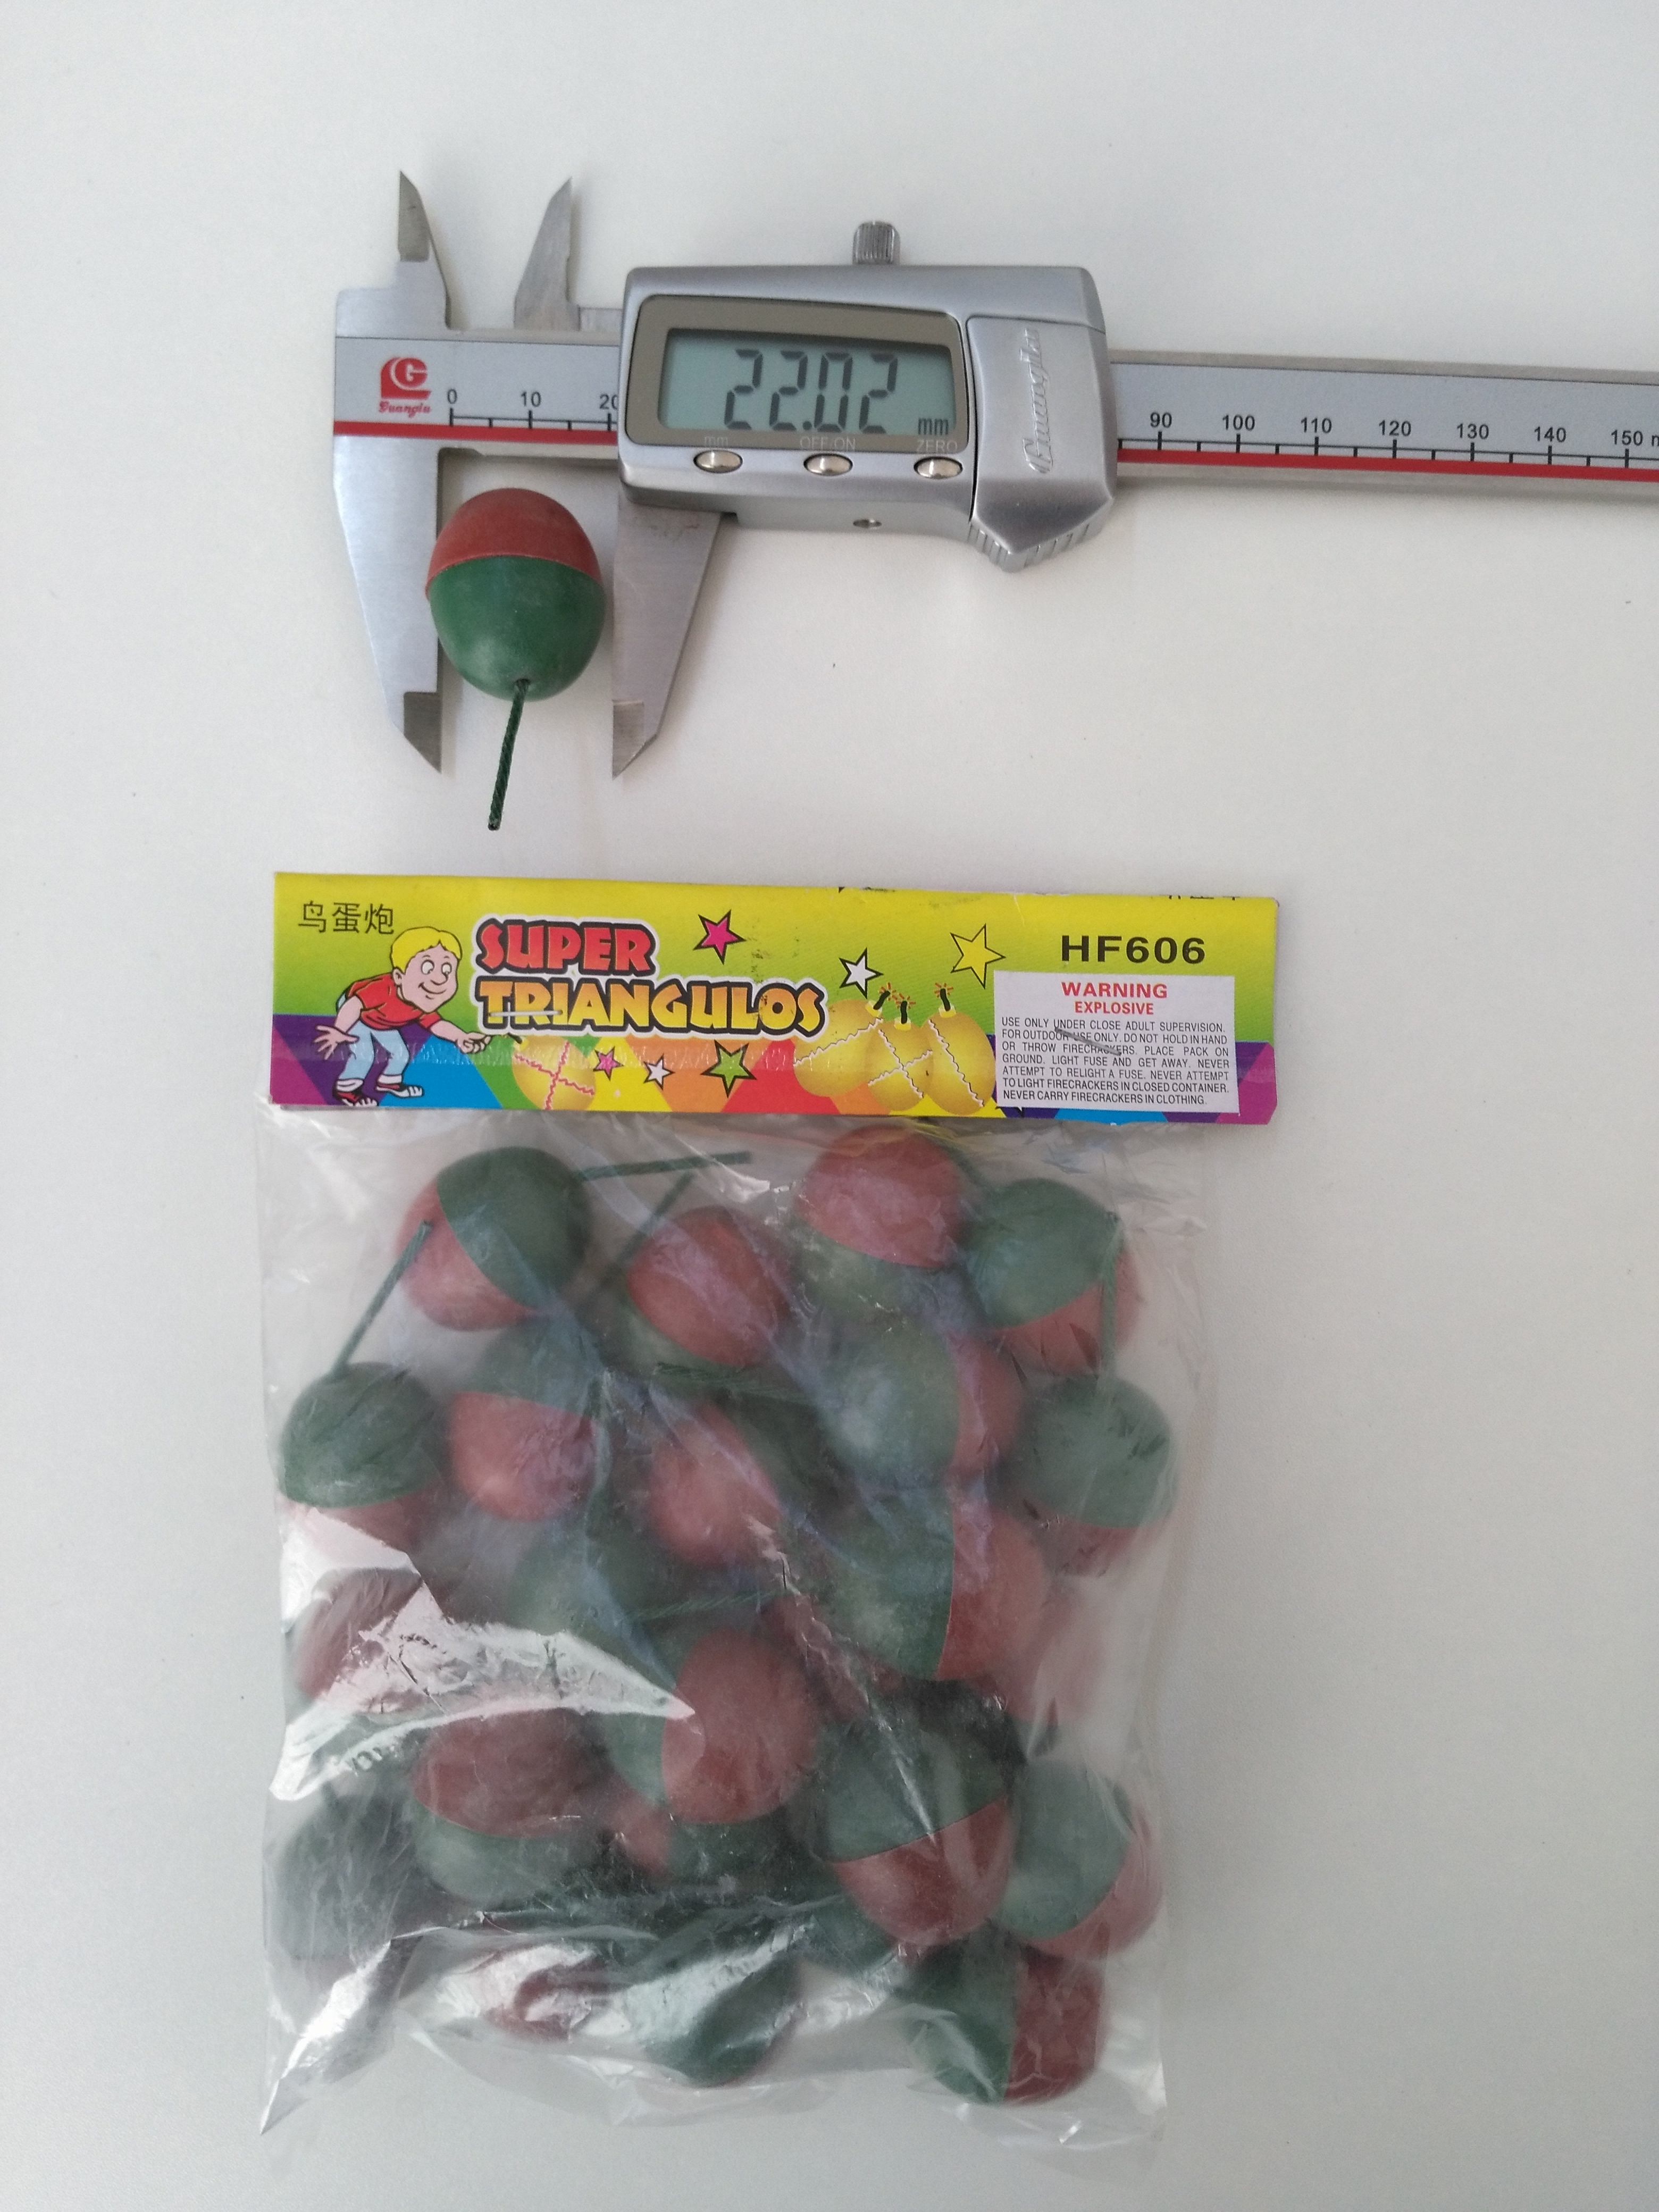 G
Guanglu
0 10 20
22.02 mm
mm OFF/ON ZERO
Guanglu
90 100 110 120 130 140 150
鸟蛋炮
SUPER
TRIANGULOS
HF606
WARNING
EXPLOSIVE
USE ONLY UNDER CLOSE ADULT SUPERVISION.
FOR OUTDOOR USE ONLY. DO NOT HOLD IN HAND
OR THROW FIRECRACKERS. PLACE PACK ON
GROUND. LIGHT FUSE AND GET AWAY. NEVER
ATTEMPT TO RELIGHT A FUSE. NEVER ATTEMPT
TO LIGHT FIRECRACKERS IN CLOSED CONTAINER.
NEVER CARRY FIRECRACKERS IN CLOTHING.